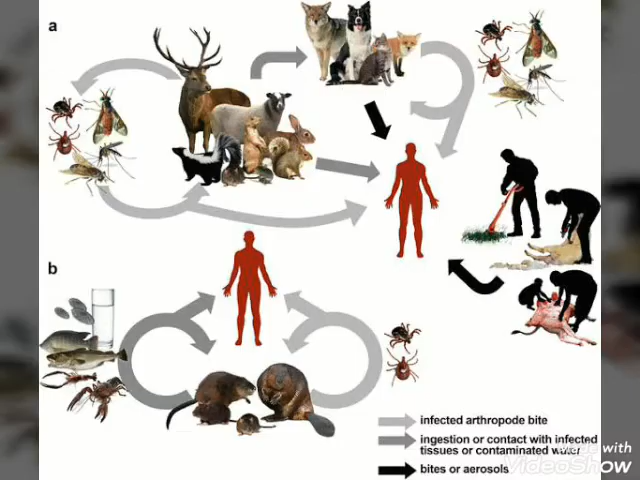 a
b
infected arthropode bite
ingestion or contact with infected
tissues or contaminated water
bites or aerosols
Made with
VideoShow